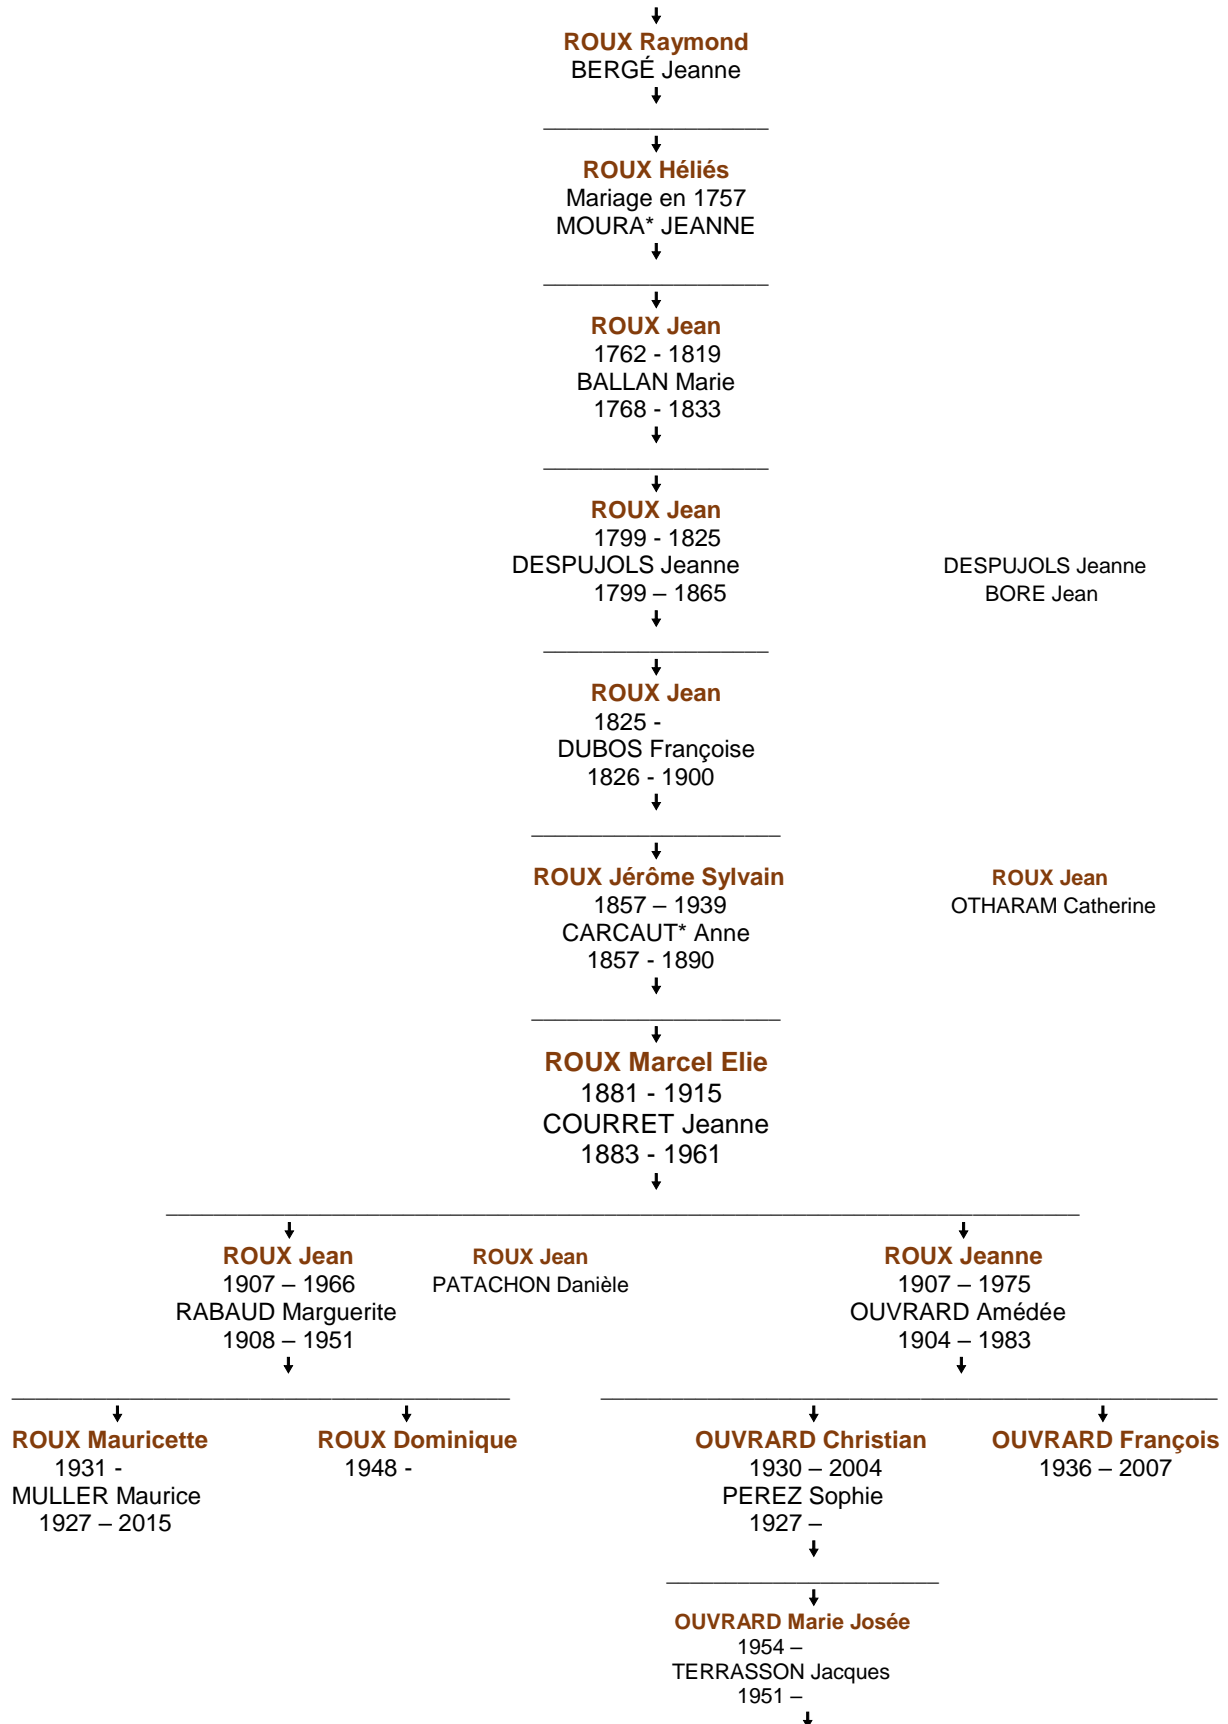 ROUX Raymond
BERGÉ Jeanne
ROUX Héliés
Mariage en 1757
MOURA* JEANNE
ROUX Jean
1762 - 1819
BALLAN Marie
1768 - 1833
ROUX Jean
1799 - 1825
DESPUJOLS Jeanne
1799 – 1865
DESPUJOLS Jeanne
BORE Jean
ROUX Jean
1825 -
DUBOS Françoise
1826 - 1900
ROUX Jérôme Sylvain
1857 – 1939
CARCAUT* Anne
1857 - 1890
ROUX Jean
OTHARAM Catherine
ROUX Marcel Elie
1881 - 1915
COURRET Jeanne
1883 - 1961
ROUX Jean
1907 – 1966
RABAUD Marguerite
1908 – 1951
ROUX Jean
PATACHON Danièle
ROUX Jeanne
1907 – 1975
OUVRARD Amédée
1904 – 1983
ROUX Mauricette
1931 -
MULLER Maurice
1927 – 2015
ROUX Dominique
1948 -
OUVRARD Christian
1930 – 2004
PEREZ Sophie
1927 –
OUVRARD François
1936 – 2007
OUVRARD Marie Josée
1954 –
TERRASSON Jacques
1951 –